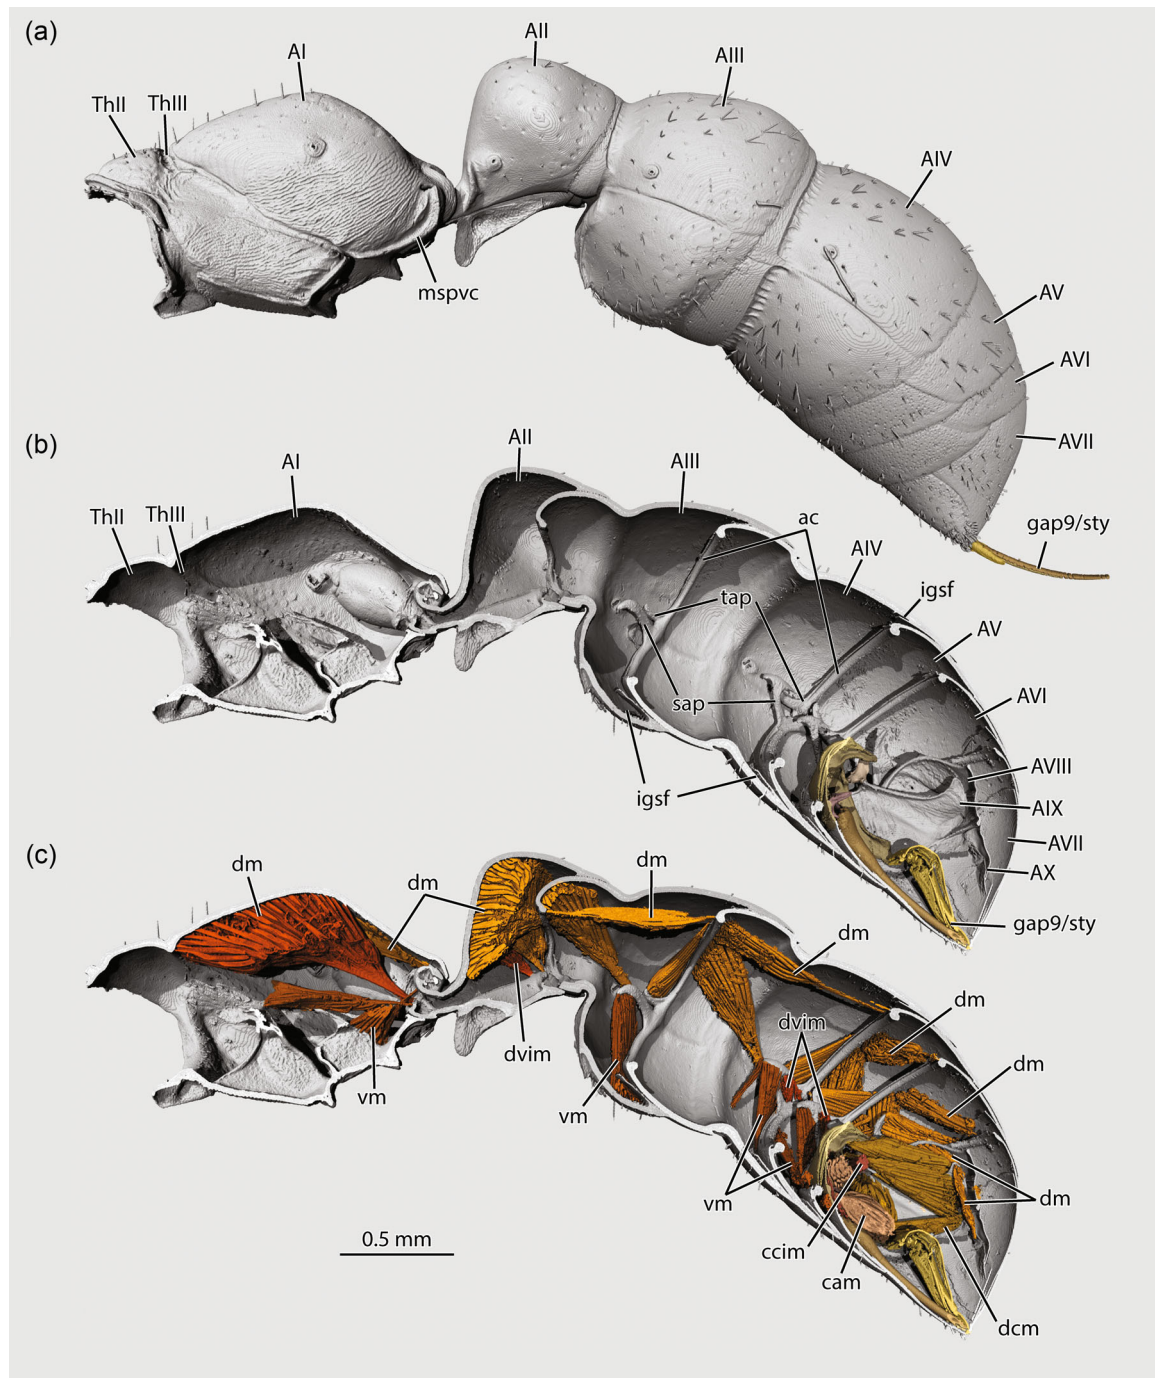 (a)
AII
AI
AIII
ThII ThIII
AIV
mspvc
AV
AVI
AVII
gap9/sty
(b)
AII
AI
AIII
ThII
ThIII
ac
AIV
igsf
tap
AV
sap
AVI
igsf
AVIII
AIX
AVII
AX
gap9/sty
(c)
dm
dm
dm
dm
dm
dvim
dvim
dm
vm
vm
vm
dm
ccim
cam
dcm
0.5 mm